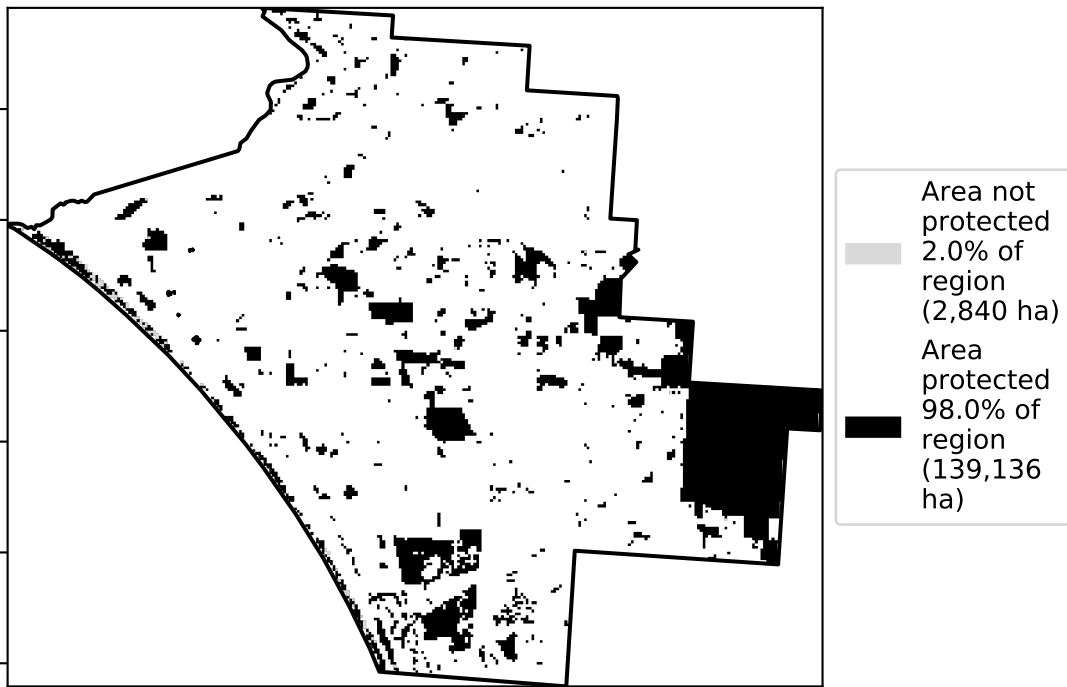 Area not
protected
2.0% of
region
(2,840 ha)
Area
protected
98.0% of
region
(139,136
ha)